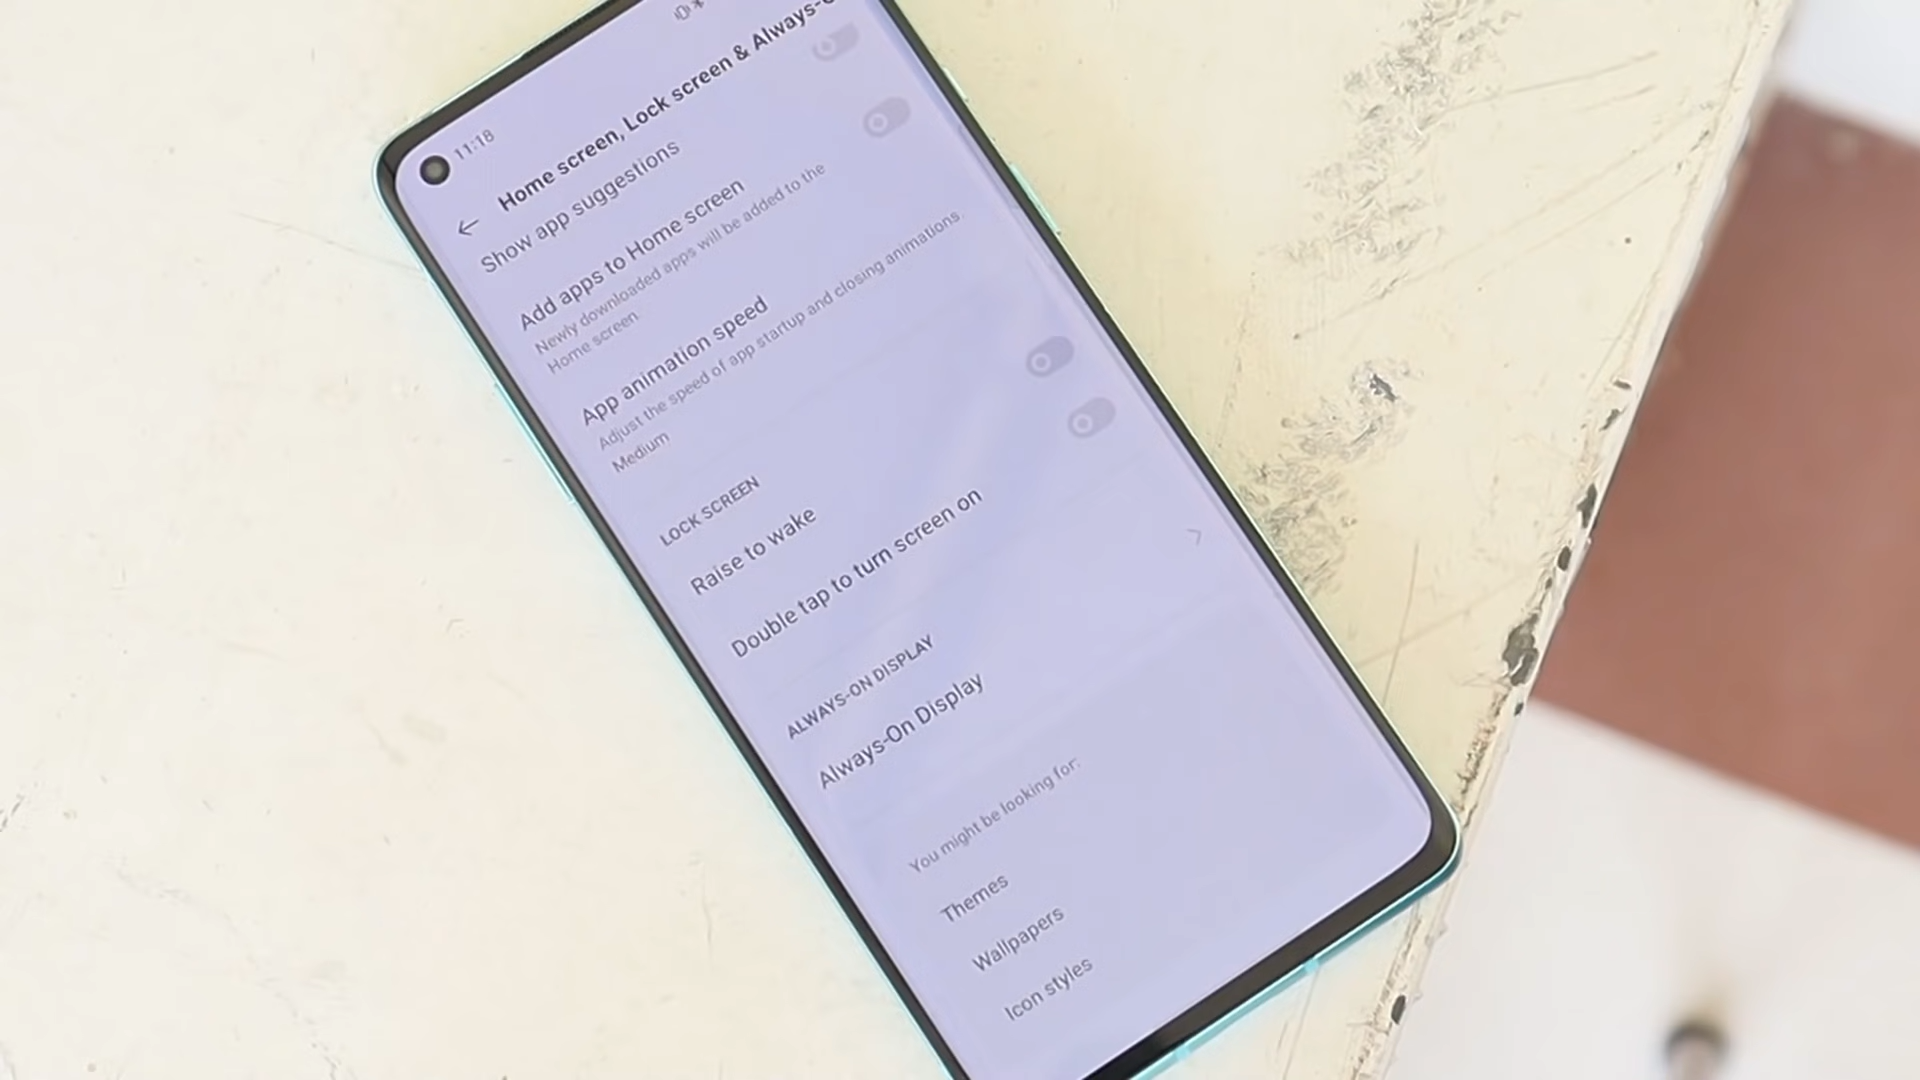 11:18
Home screen, Lock screen & Always-
Show app suggestions
Add apps to Home screen
Newly downloaded apps will be added to the
Home screen.
App animation speed
Adjust the speed of app startup and closing animations.
Medium
LOCK SCREEN
Raise to wake
Double tap to turn screen on
ALWAYS-ON DISPLAY
Always-On Display
You might be looking for:
Themes
Wallpapers
Icon styles